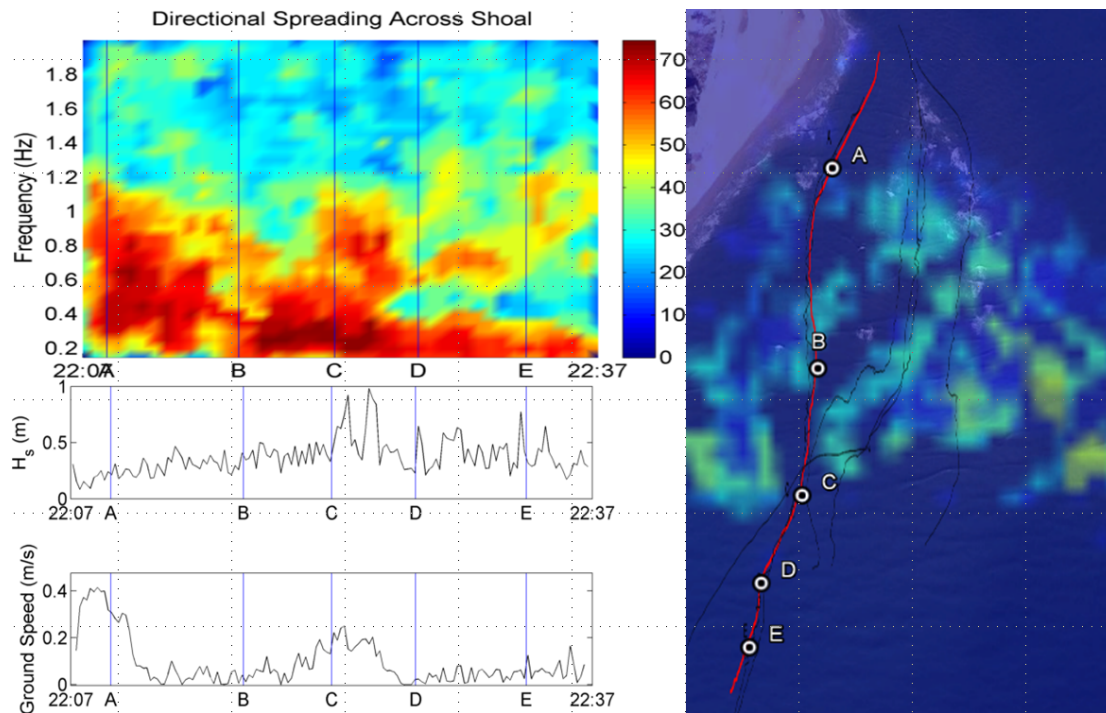 Directional Spreading Across Shoal
Frequency (Hz)
1.8
1.6
1.4
1.2
1
0.8
0.6
0.4
0.2
70
60
50
40
30
20
10
0
22:07 A B C D E 22:37
H_s (m)
1
0.5
0
22:07 A B C D E 22:37
Ground Speed (m/s)
0.4
0.2
0
22:07 A B C D E 22:37
A
B
C
D
E